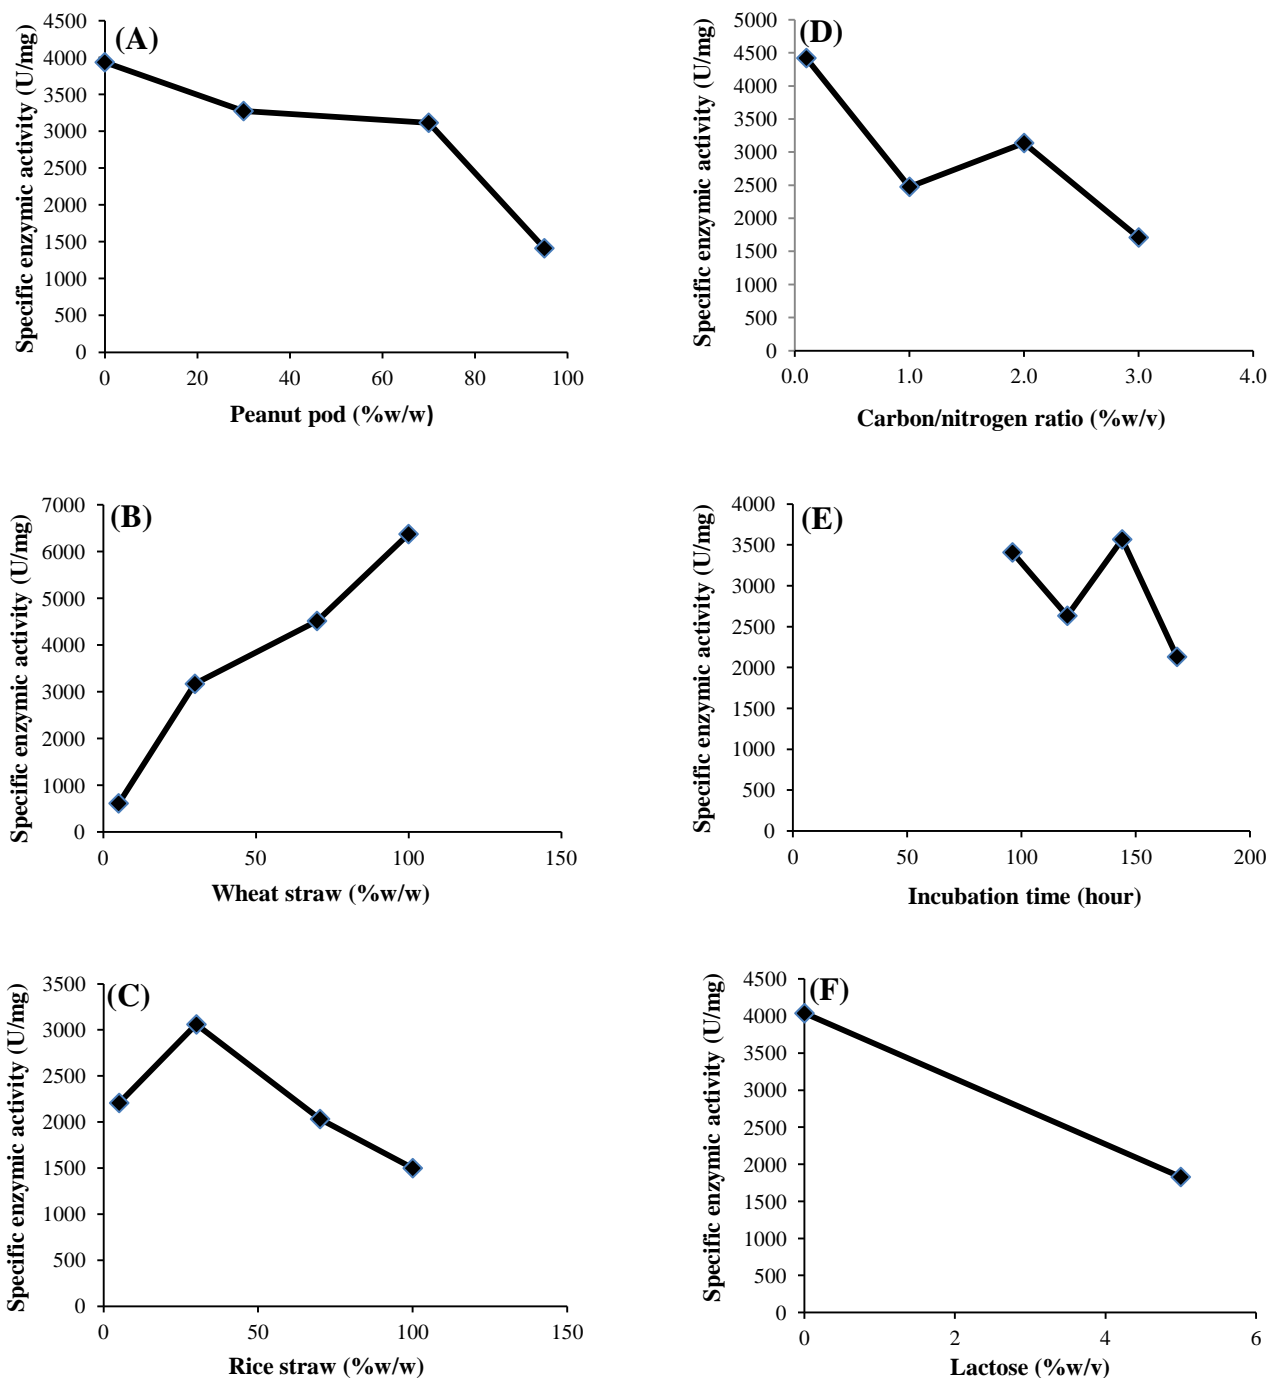 (A)
Specific enzymic activity (U/mg)
4500
4000
3500
3000
2500
2000
1500
1000
500
0
0 20 40 60 80 100
Peanut pod (%w/w)
(D)
Specific enzymic activity (U/mg)
5000
4500
4000
3500
3000
2500
2000
1500
1000
500
0
0.0 1.0 2.0 3.0 4.0
Carbon/nitrogen ratio (%w/v)
(B)
Specific enzymic activity (U/mg)
7000
6000
5000
4000
3000
2000
1000
0
0 50 100 150
Wheat straw (%w/w)
(E)
Specific enzymic activity (U/mg)
4000
3500
3000
2500
2000
1500
1000
500
0
0 50 100 150 200
Incubation time (hour)
(C)
Specific enzymic activity (U/mg)
3500
3000
2500
2000
1500
1000
500
0
0 50 100 150
Rice straw (%w/w)
(F)
Specific enzymic activity (U/mg)
4500
4000
3500
3000
2500
2000
1500
1000
500
0
0 2 4 6
Lactose (%w/v)